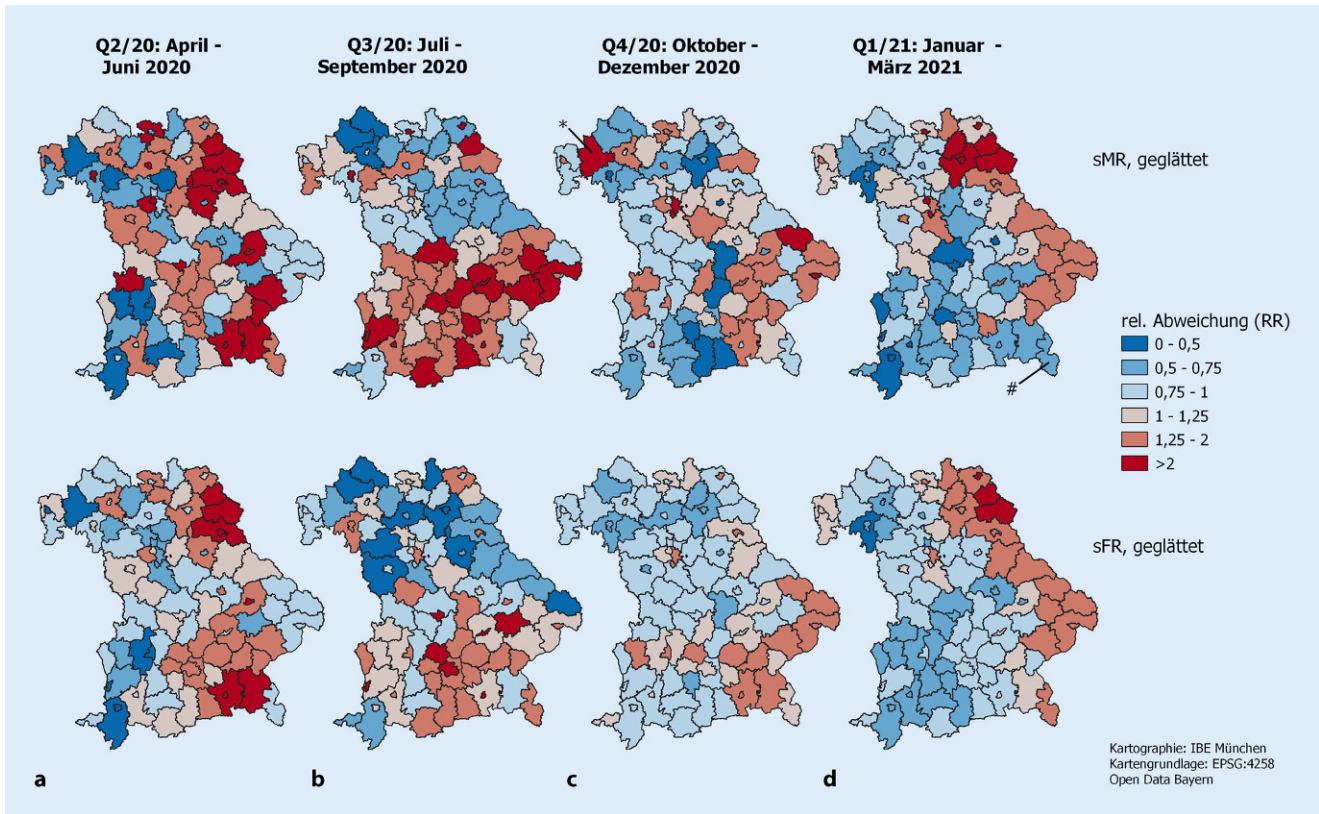 Q2/20: April -
Juni 2020
Q3/20: Juli -
September 2020
Q4/20: Oktober -
Dezember 2020
Q1/21: Januar -
März 2021
*
sMR, geglättet
#
rel. Abweichung (RR)
0 - 0,5
0,5 - 0,75
0,75 - 1
1 - 1,25
1,25 - 2
>2
sFR, geglättet
a
b
c
d
Kartographie: IBE München
Kartengrundlage: EPSG:4258
Open Data Bayern